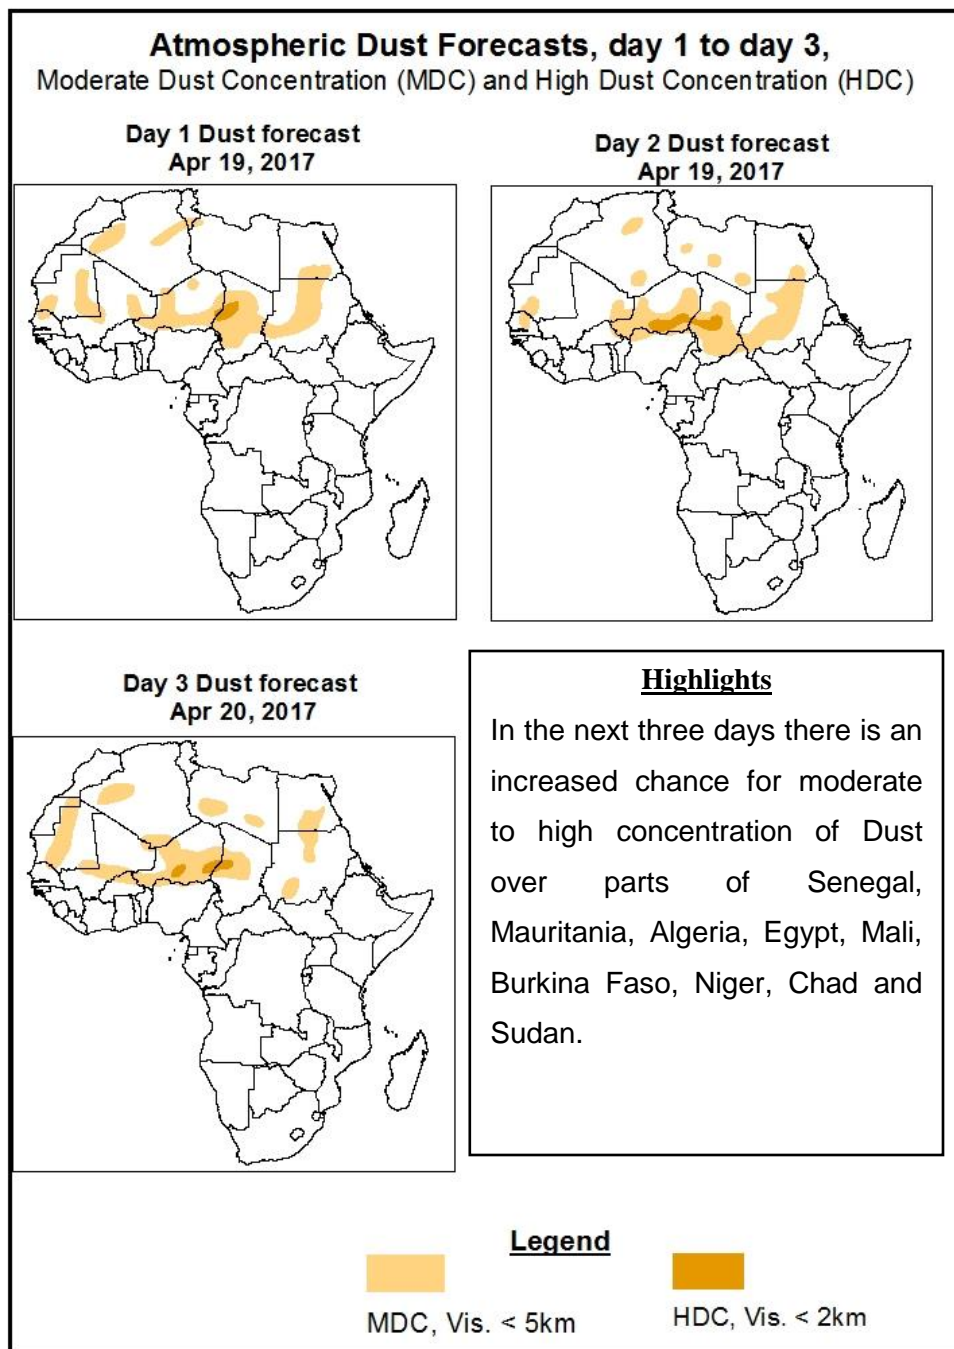 Atmospheric Dust Forecasts, day 1 to day 3,
Moderate Dust Concentration (MDC) and High Dust Concentration (HDC)
Day 1 Dust forecast
Apr 19, 2017
Day 2 Dust forecast
Apr 19, 2017
Day 3 Dust forecast
Apr 20, 2017
Highlights
In the next three days there is an
increased chance for moderate
to high concentration of Dust
over parts of Senegal,
Mauritania, Algeria, Egypt, Mali,
Burkina Faso, Niger, Chad and
Sudan.
Legend
MDC, Vis. < 5km
HDC, Vis. < 2km